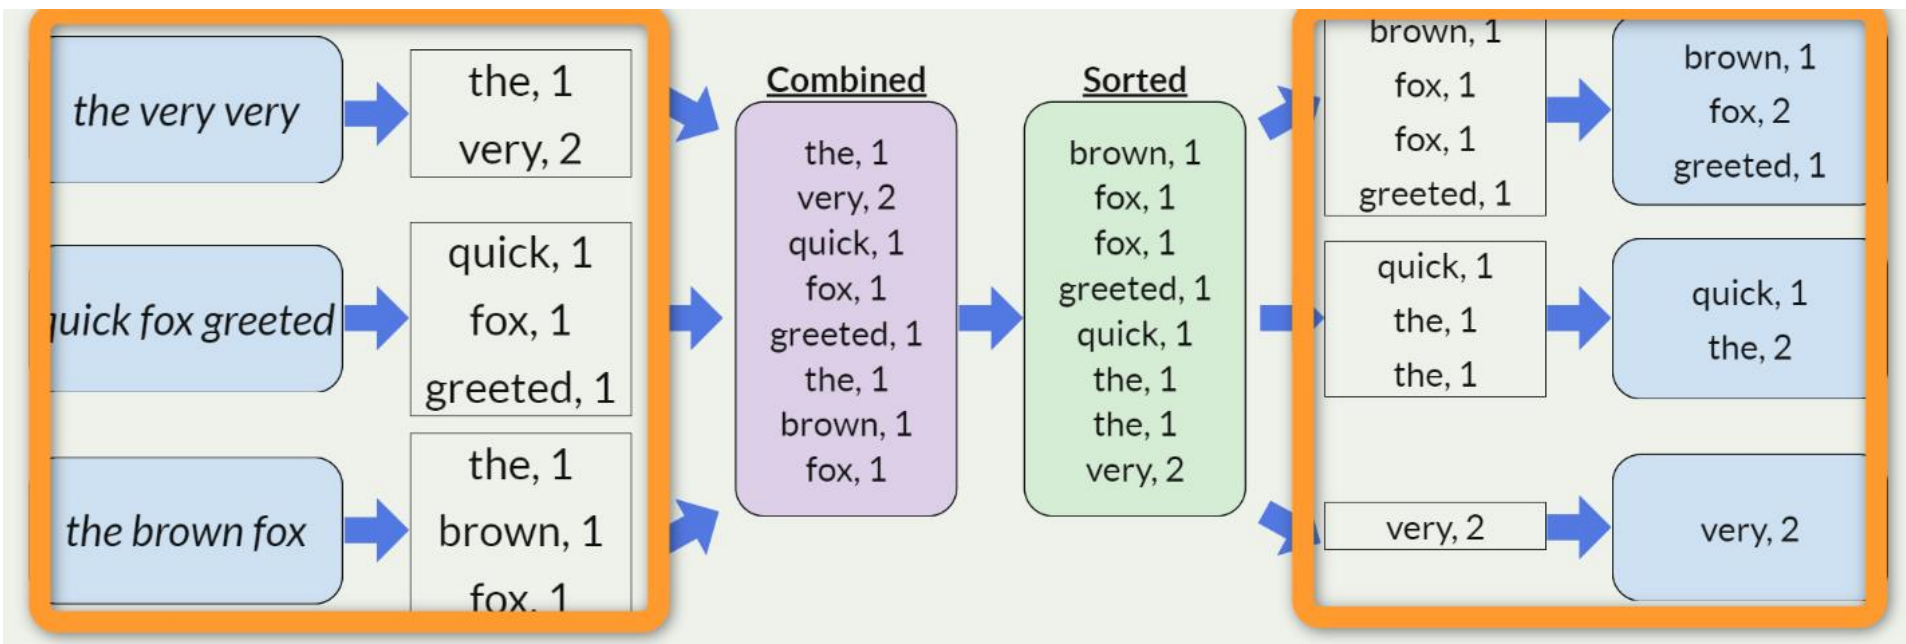 the very very
the, 1
very, 2
quick fox greeted
quick, 1
fox, 1
greeted, 1
the brown fox
the, 1
brown, 1
fox, 1
Combined
the, 1
very, 2
quick, 1
fox, 1
greeted, 1
the, 1
brown, 1
fox, 1
Sorted
brown, 1
fox, 1
fox, 1
greeted, 1
quick, 1
the, 1
the, 1
very, 2
brown, 1
fox, 1
fox, 1
greeted, 1
brown, 1
fox, 2
greeted, 1
quick, 1
the, 1
the, 1
quick, 1
the, 2
very, 2
very, 2